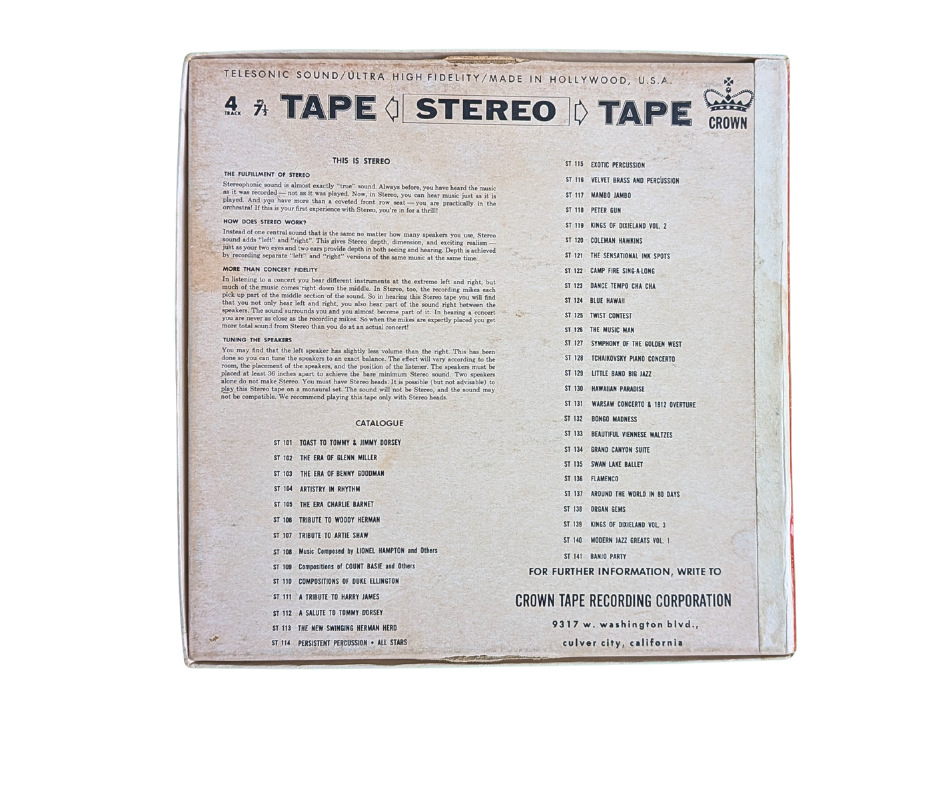 TELESONIC SOUND/ULTRA HIGH FIDELITY/MADE IN HOLLYWOOD, U.S.A.
4 TRACK 7½ TAPE STEREO TAPE
CROWN
THIS IS STEREO
THE FULFILLMENT OF STEREO
Stereophonic sound is almost exactly "true" sound. Always before, you have heard the music
as it was recorded — not as it was played. Now, in Stereo, you can hear music just as it is
played. And you have more than a coveted front row seat — you are practically in the
orchestra! If this is your first experience with Stereo, you're in for a thrill!
HOW DOES STEREO WORK?
Instead of one central sound that is the same no matter how many speakers you use, Stereo
sound adds "left" and "right". This gives Stereo depth, dimension, and exciting realism —
just as your two eyes and two ears provide depth in both seeing and hearing. Depth is achieved
by recording separate "left" and "right" versions of the same music at the same time.
MORE THAN CONCERT FIDELITY
In listening to a concert you hear different instruments at the extreme left and right, but
much of the music comes right down the middle. In Stereo, too, the recording mikes each
pick up part of the middle section of the sound. So in hearing this Stereo tape you will find
that you not only hear left and right, you also hear part of the sound right between the
speakers. The sound surrounds you and you almost become part of it. In hearing a concert
you are never as close as the recording mikes. So when the mikes are expertly placed you get
more total sound from Stereo than you do at an actual concert!
TUNING THE SPEAKERS
You may find that the left speaker has slightly less volume than the right. This has been
done so you can tune the speakers to an exact balance. The effect will vary according to the
room, the placement of the speakers, and the position of the listener. The speakers must be
placed at least 36 inches apart to achieve the bare minimum Stereo sound. Two speakers
alone do not make Stereo. You must have Stereo heads. It is possible (but not advisable) to
play this Stereo tape on a monaural set. The sound will not be Stereo, and the sound may
not be compatible. We recommend playing this tape only with Stereo heads.
CATALOGUE
ST 101 TOAST TO TOMMY & JIMMY DORSEY
ST 102 THE ERA OF GLENN MILLER
ST 103 THE ERA OF BENNY GOODMAN
ST 104 ARTISTRY IN RHYTHM
ST 105 THE ERA CHARLIE BARNET
ST 106 TRIBUTE TO WOODY HERMAN
ST 107 TRIBUTE TO ARTIE SHAW
ST 108 Music Composed by LIONEL HAMPTON and Others
ST 109 Compositions of COUNT BASIE and Others
ST 110 COMPOSITIONS OF DUKE ELLINGTON
ST 111 A TRIBUTE TO HARRY JAMES
ST 112 A SALUTE TO TOMMY DORSEY
ST 113 THE NEW SWINGING HERMAN HERD
ST 114 PERSISTENT PERCUSSION • ALL STARS
ST 115 EXOTIC PERCUSSION
ST 116 VELVET BRASS AND PERCUSSION
ST 117 MAMBO JAMBO
ST 118 PETER GUN
ST 119 KINGS OF DIXIELAND VOL. 2
ST 120 COLEMAN HAWKINS
ST 121 THE SENSATIONAL INK SPOTS
ST 122 CAMP FIRE SING-A-LONG
ST 123 DANCE TEMPO CHA CHA
ST 124 BLUE HAWAII
ST 125 TWIST CONTEST
ST 126 THE MUSIC MAN
ST 127 SYMPHONY OF THE GOLDEN WEST
ST 128 TCHAIKOVSKY PIANO CONCERTO
ST 129 LITTLE BAND BIG JAZZ
ST 130 HAWAIIAN PARADISE
ST 131 WARSAW CONCERTO & 1812 OVERTURE
ST 132 BONGO MADNESS
ST 133 BEAUTIFUL VIENNESE WALTZES
ST 134 GRAND CANYON SUITE
ST 135 SWAN LAKE BALLET
ST 136 FLAMENCO
ST 137 AROUND THE WORLD IN 80 DAYS
ST 138 ORGAN GEMS
ST 139 KINGS OF DIXIELAND VOL. 3
ST 140 MODERN JAZZ GREATS VOL. 1
ST 141 BANJO PARTY
FOR FURTHER INFORMATION, WRITE TO
CROWN TAPE RECORDING CORPORATION
9317 w. washington blvd.,
culver city, california